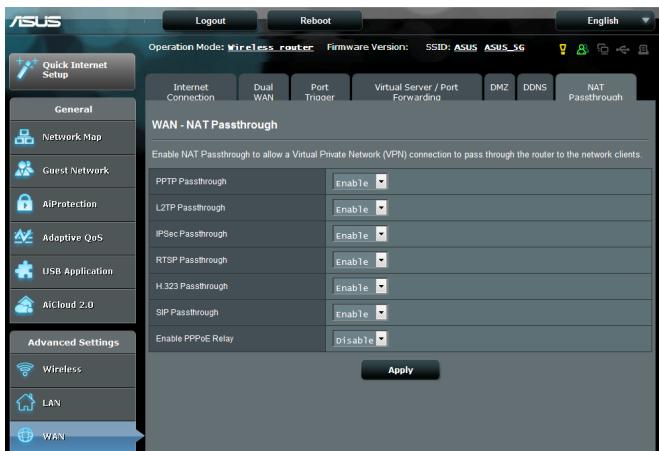 ASUS
Logout
Reboot
English
Operation Mode: Wireless router Firmware Version: SSID: ASUS ASUS_5G
Quick Internet
Setup
Internet
Connection
Dual
WAN
Port
Trigger
Virtual Server / Port
Forwarding
DMZ
DDNS
NAT
Passthrough
General
Network Map
Guest Network
AiProtection
Adaptive QoS
USB Application
AiCloud 2.0
Advanced Settings
Wireless
LAN
WAN
WAN - NAT Passthrough
Enable NAT Passthrough to allow a Virtual Private Network (VPN) connection to pass through the router to the network clients.
PPTP Passthrough Enable
L2TP Passthrough Enable
IPSec Passthrough Enable
RTSP Passthrough Enable
H.323 Passthrough Enable
SIP Passthrough Enable
Enable PPPoE Relay Disable
Apply